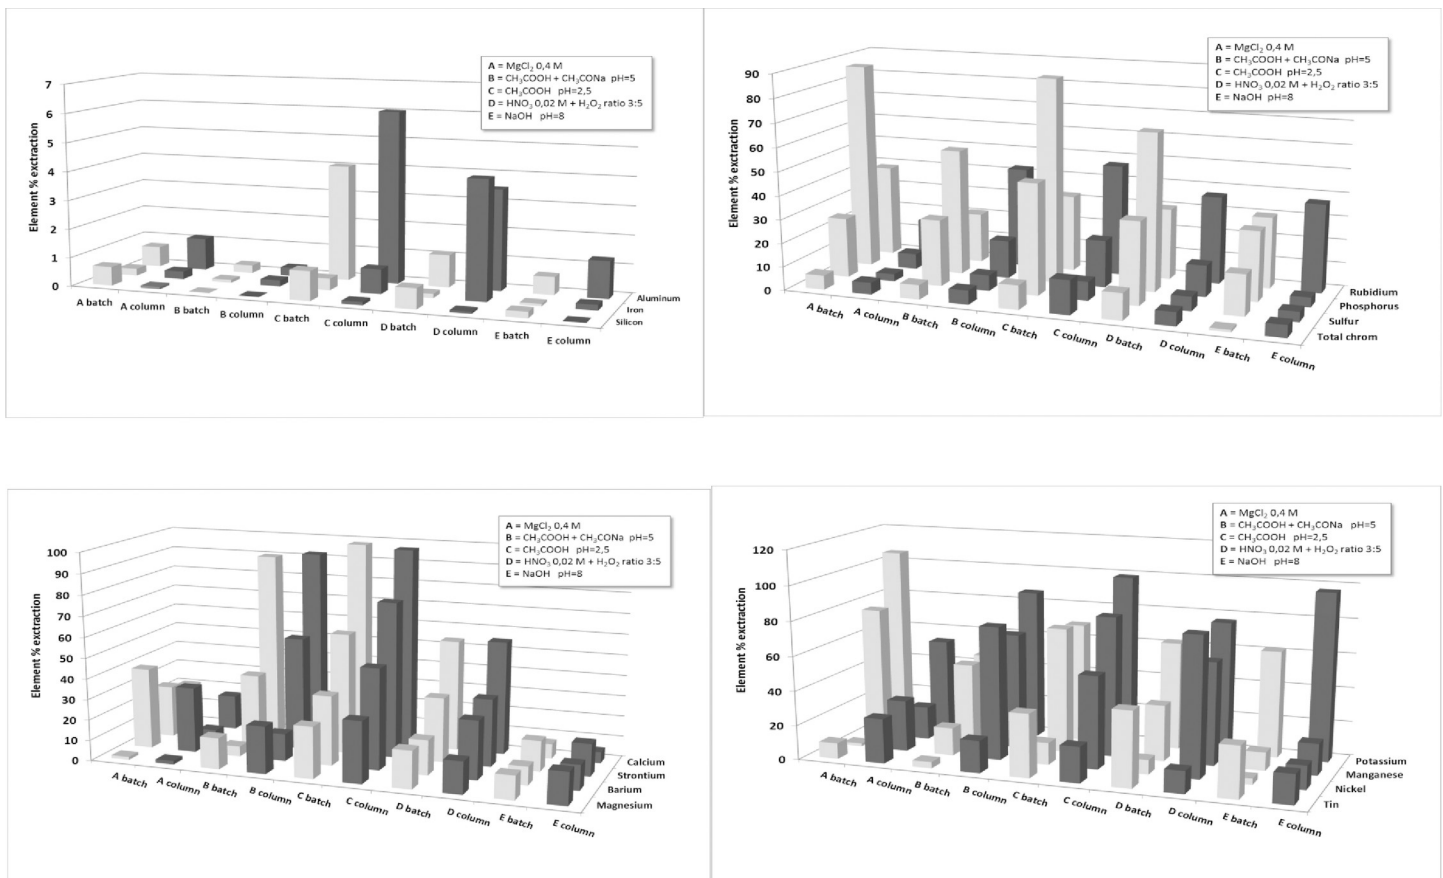 A = MgCl₂ 0,4 M
B = CH₃COOH + CH₃CONa pH=5
C = CH₃COOH pH=2,5
D = HNO₃ 0,02 M + H₂O₂ ratio 3:5
E = NaOH pH=8
Element % exctraction
7
6
5
4
3
2
1
0
A batch
A column
B batch
B column
C batch
C column
D batch
D column
E batch
E column
Aluminum
Iron
Silicon
A = MgCl₂ 0,4 M
B = CH₃COOH + CH₃CONa pH=5
C = CH₃COOH pH=2,5
D = HNO₃ 0,02 M + H₂O₂ ratio 3:5
E = NaOH pH=8
Element % exctraction
90
80
70
60
50
40
30
20
10
0
A batch
A column
B batch
B column
C batch
C column
D batch
D column
E batch
E column
Rubidium
Phosphorus
Sulfur
Total chrom
A = MgCl₂ 0,4 M
B = CH₃COOH + CH₃CONa pH=5
C = CH₃COOH pH=2,5
D = HNO₃ 0,02 M + H₂O₂ ratio 3:5
E = NaOH pH=8
Element % exctraction
100
90
80
70
60
50
40
30
20
10
0
A batch
A column
B batch
B column
C batch
C column
D batch
D column
E batch
E column
Calcium
Strontium
Barium
Magnesium
A = MgCl₂ 0,4 M
B = CH₃COOH + CH₃CONa pH=5
C = CH₃COOH pH=2,5
D = HNO₃ 0,02 M + H₂O₂ ratio 3:5
E = NaOH pH=8
Element % exctraction
120
100
80
60
40
20
0
A batch
A column
B batch
B column
C batch
C column
D batch
D column
E batch
E column
Potassium
Manganese
Nickel
Tin